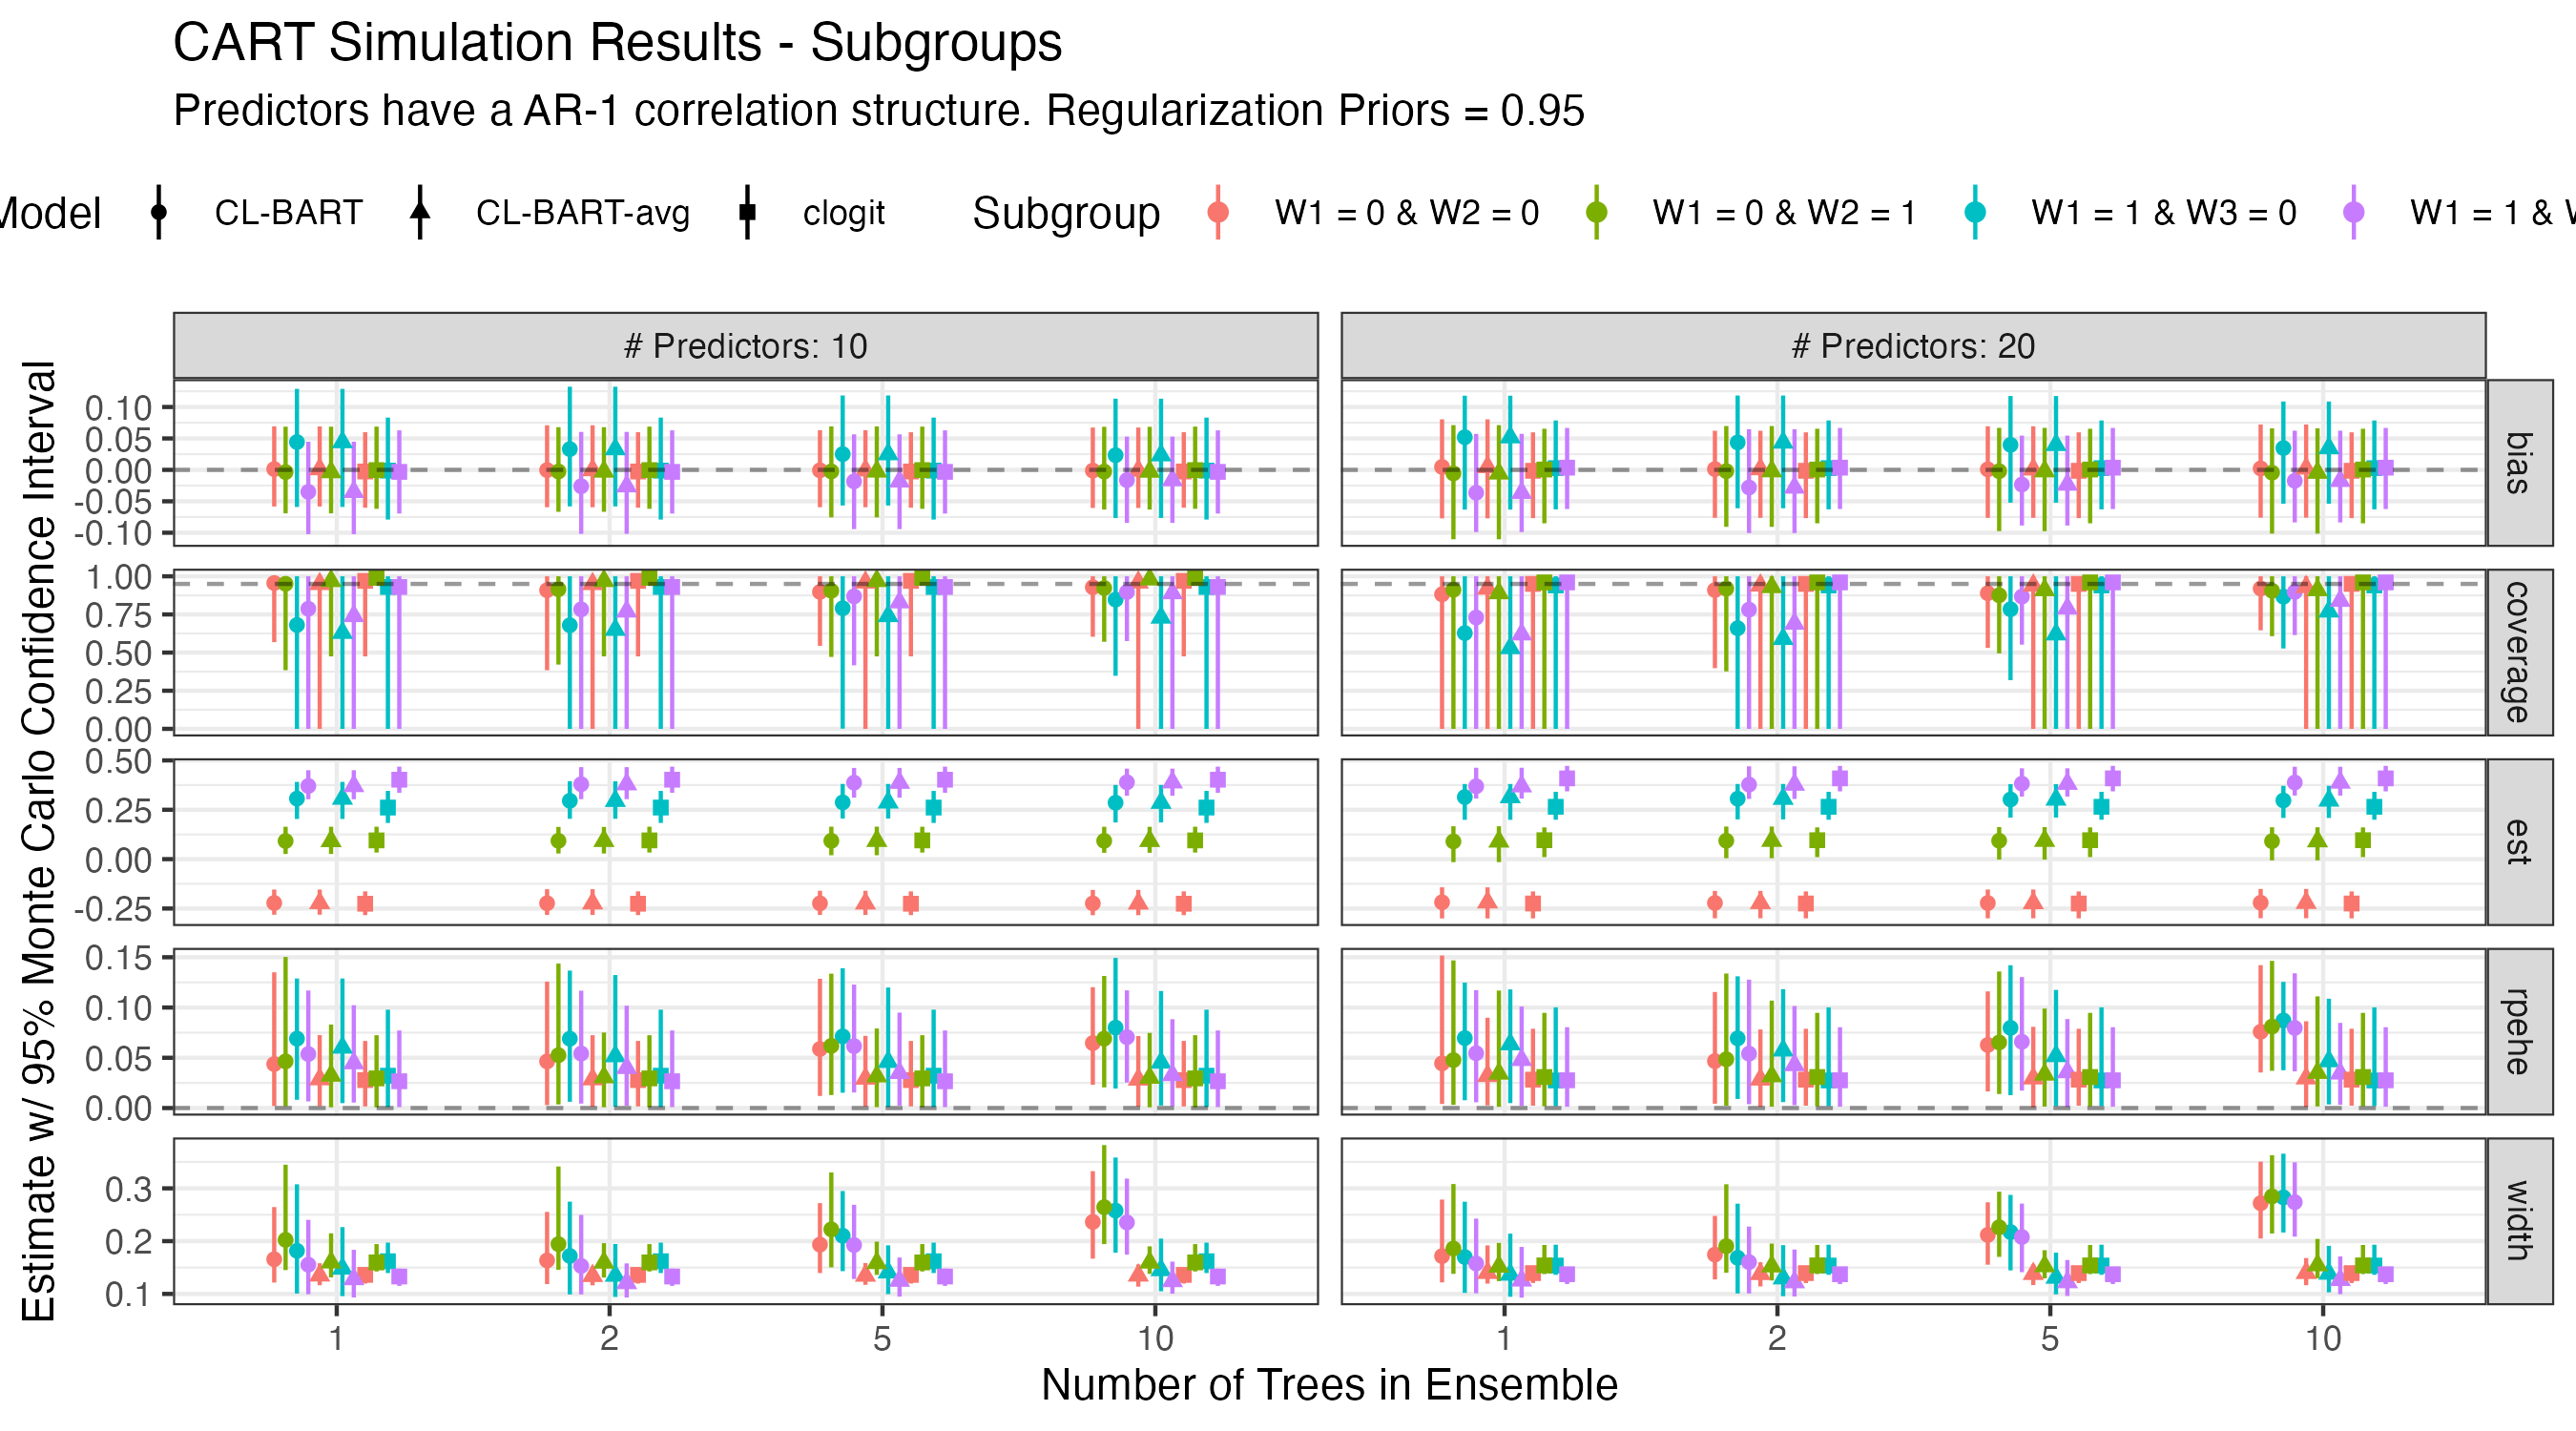 CART Simulation Results - Subgroups
Predictors have a AR-1 correlation structure. Regularization Priors = 0.95
Model CL-BART CL-BART-avg clogit Subgroup W1 = 0 & W2 = 0 W1 = 0 & W2 = 1 W1 = 1 & W3 = 0 W1 = 1 &
# Predictors: 10 # Predictors: 20
Estimate w/ 95% Monte Carlo Confidence Interval
0.10
0.05
0.00
-0.05
-0.10
bias
1.00
0.75
0.50
0.25
0.00
coverage
0.50
0.25
0.00
-0.25
est
0.15
0.10
0.05
0.00
rpehe
0.3
0.2
0.1
width
1 2 5 10 1 2 5 10
Number of Trees in Ensemble